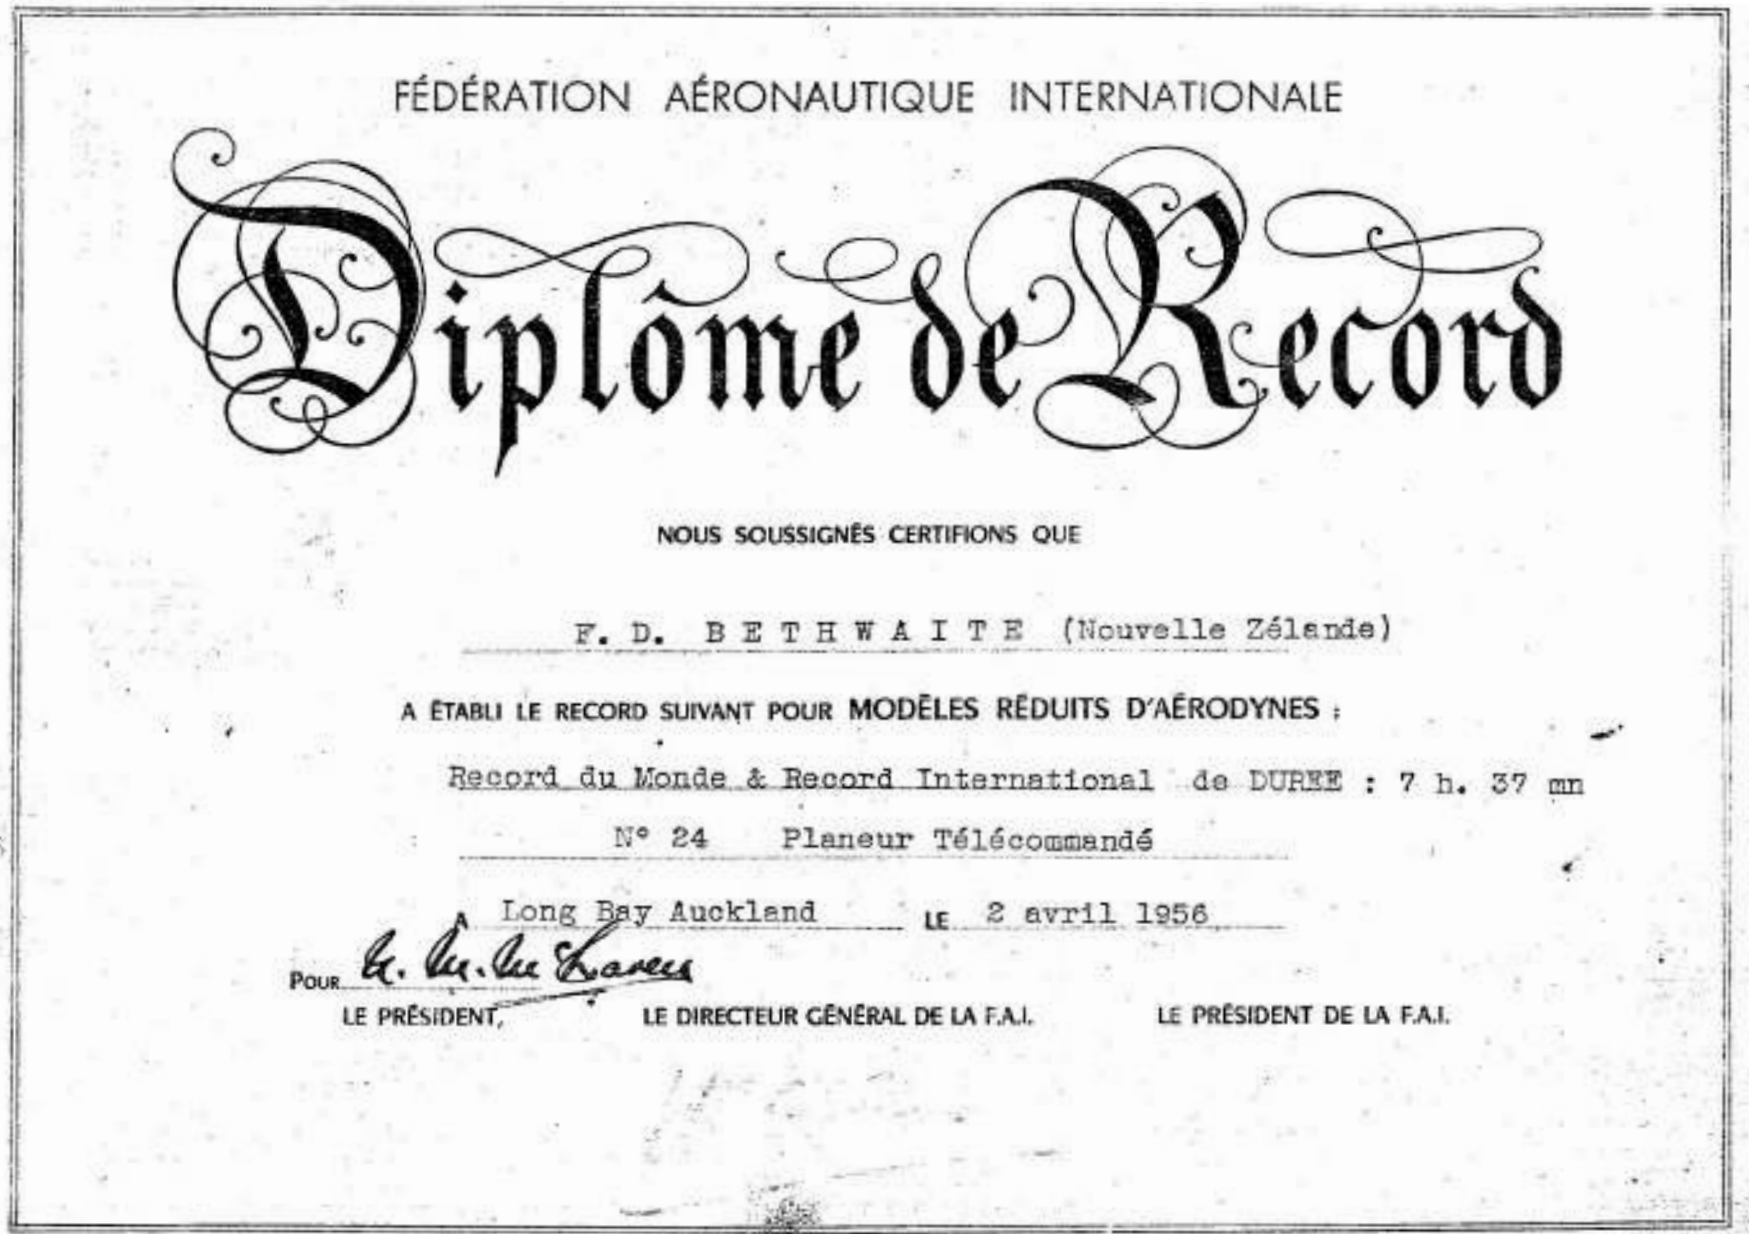 FÉDÉRATION AÉRONAUTIQUE INTERNATIONALE
Diplôme de Record
NOUS SOUSSIGNÉS CERTIFIONS QUE
F. D. BETHWAITE (Nouvelle Zélande)
A ÉTABLI LE RECORD SUIVANT POUR MODÈLES RÉDUITS D'AÉRODYNES :
Record du Monde & Record International de DUREE : 7 h. 37 mn
N° 24 Planeur Télécommandé
A Long Bay Auckland LE 2 avril 1956
POUR
LE PRÉSIDENT, LE DIRECTEUR GÉNÉRAL DE LA F.A.I. LE PRÉSIDENT DE LA F.A.I.